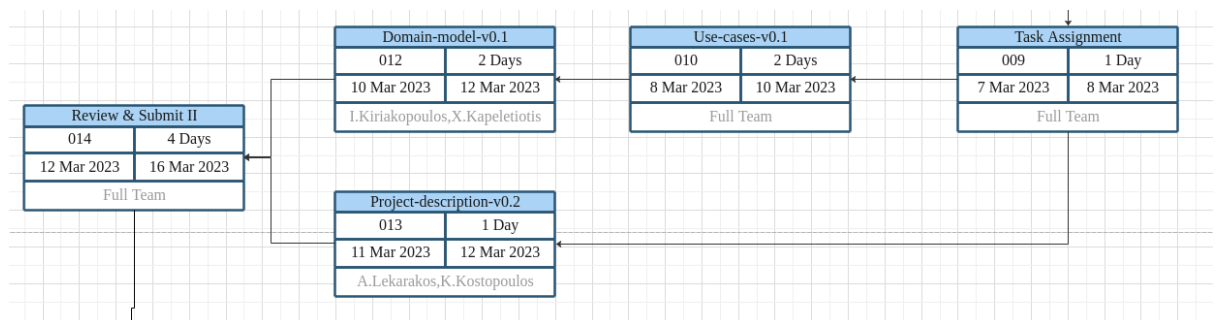 Domain-model-v0.1
012 2 Days
10 Mar 2023 12 Mar 2023
I.Kiriakopoulos,X.Kapeletiotis
Use-cases-v0.1
010 2 Days
8 Mar 2023 10 Mar 2023
Full Team
Task Assignment
009 1 Day
7 Mar 2023 8 Mar 2023
Full Team
Review & Submit II
014 4 Days
12 Mar 2023 16 Mar 2023
Full Team
Project-description-v0.2
013 1 Day
11 Mar 2023 12 Mar 2023
A.Lekarakos,K.Kostopoulos